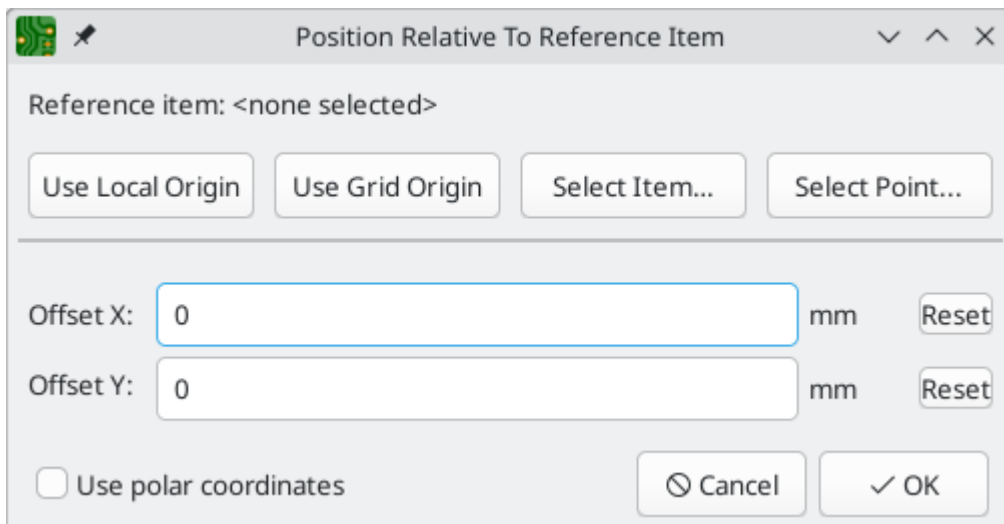 Position Relative To Reference Item
Reference item: <none selected>
Use Local Origin Use Grid Origin Select Item... Select Point...
Offset X: 0 mm Reset
Offset Y: 0 mm Reset
Use polar coordinates Cancel OK